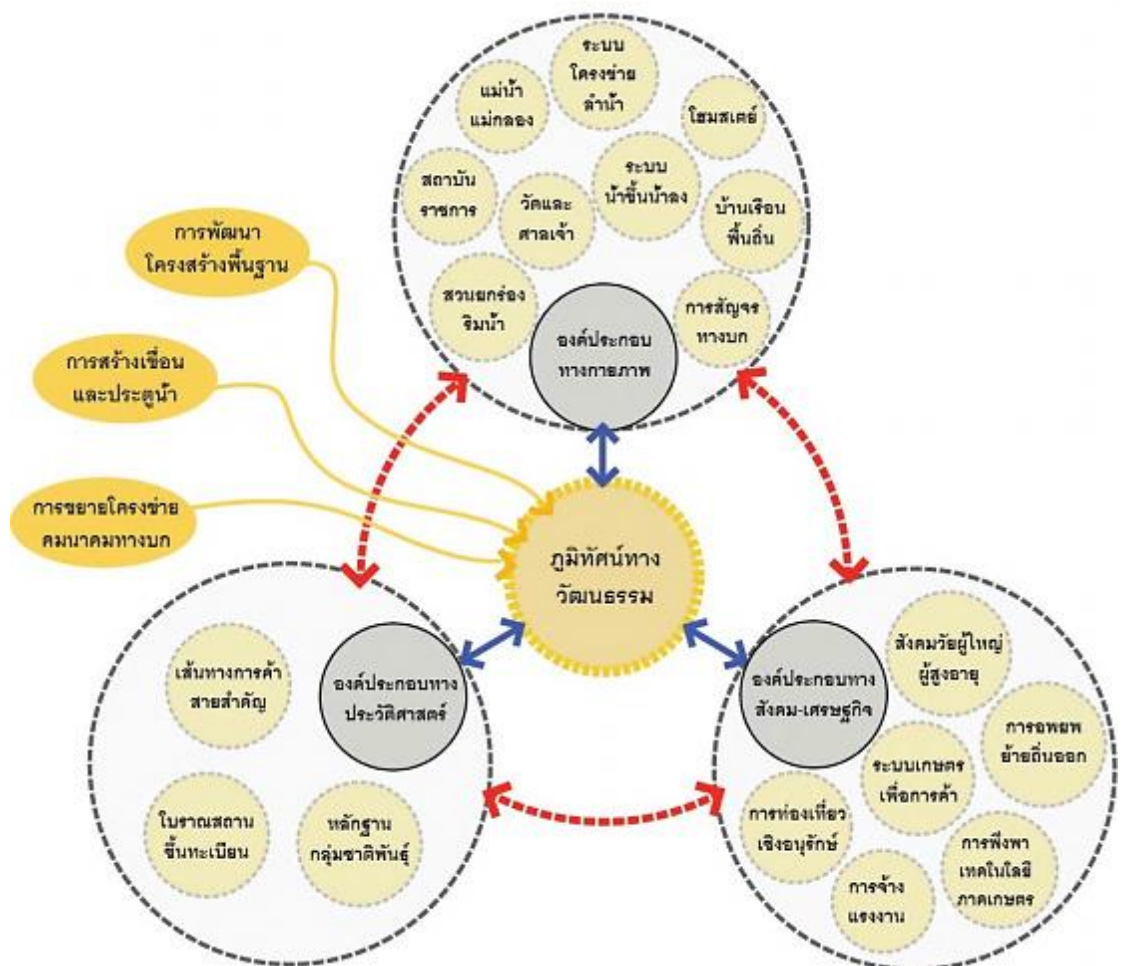 ระบบ
โครงข่าย
ลำน้ำ
แม่น้ำ
แม่กลอง
โฮมสเตย์
สถาบัน
ราชการ
วัดและ
ศาลเจ้า
ระบบ
น้ำขึ้นน้ำลง
บ้านเรือน
พื้นถิ่น
สวนยกร่อง
ริมน้ำ
องค์ประกอบ
ทางกายภาพ
การสัญจร
ทางบก
การพัฒนา
โครงสร้างพื้นฐาน
การสร้างเขื่อน
และประตูน้ำ
การขยายโครงข่าย
คมนาคมทางบก
ภูมิทัศน์ทาง
วัฒนธรรม
เส้นทางการค้า
สายสำคัญ
องค์ประกอบทาง
ประวัติศาสตร์
โบราณสถาน
ขึ้นทะเบียน
หลักฐาน
กลุ่มชาติพันธุ์
องค์ประกอบทาง
สังคม-เศรษฐกิจ
สังคมวัยผู้ใหญ่
ผู้สูงอายุ
การอพยพ
ย้ายถิ่นออก
ระบบเกษตร
เพื่อการค้า
การท่องเที่ยว
เชิงอนุรักษ์
การจ้าง
แรงงาน
การพึ่งพา
เทคโนโลยี
ภาคเกษตร